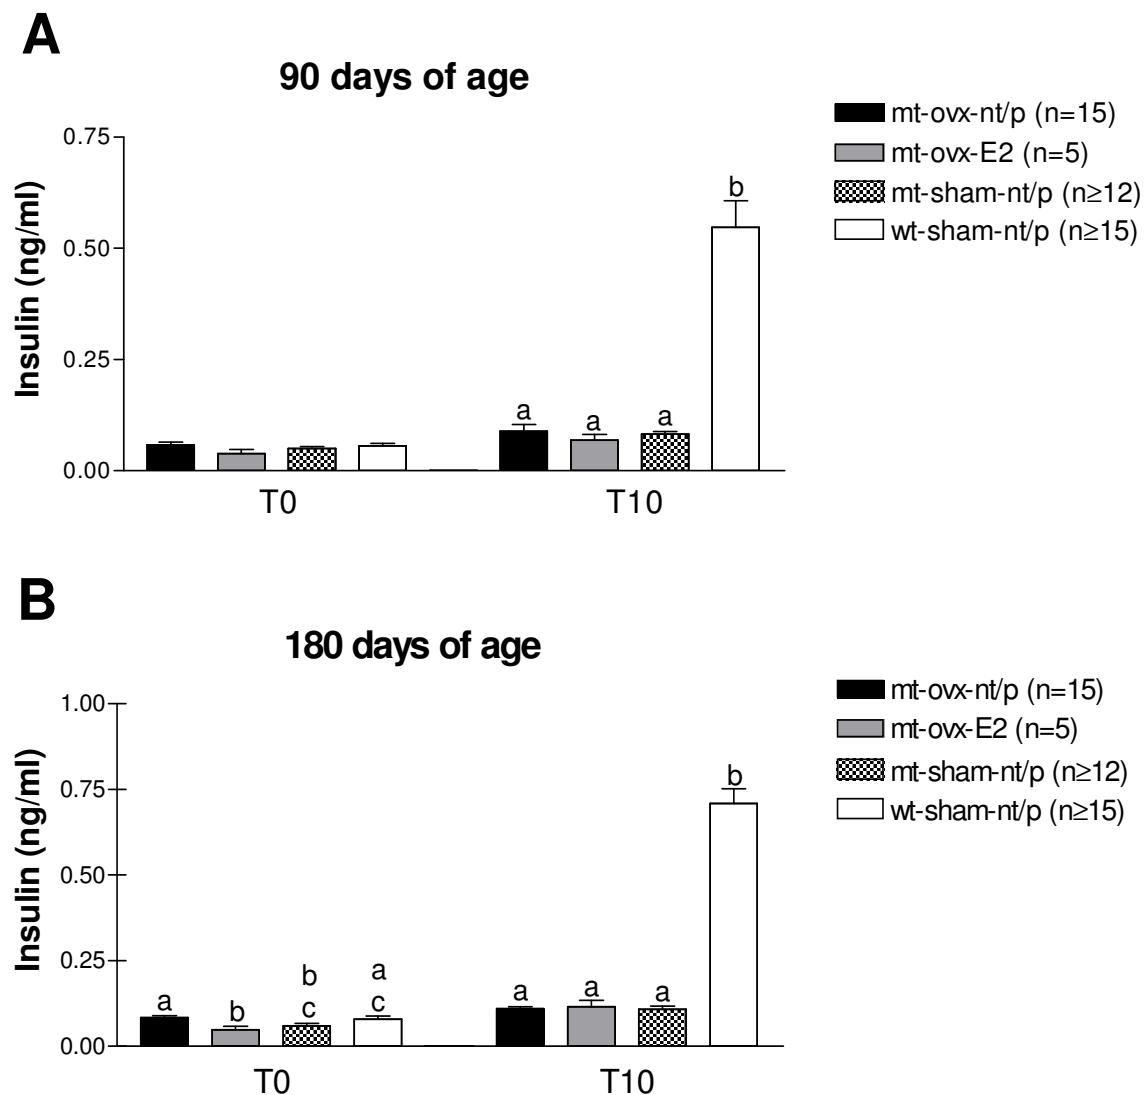 A
90 days of age
mt-ovx-nt/p (n=15)
mt-ovx-E2 (n=5)
mt-sham-nt/p (n≥12)
wt-sham-nt/p (n≥15)
Insulin (ng/ml)
0.75
0.50
0.25
0.00
a
a
a
b
T0
T10
B
180 days of age
mt-ovx-nt/p (n=15)
mt-ovx-E2 (n=5)
mt-sham-nt/p (n≥12)
wt-sham-nt/p (n≥15)
Insulin (ng/ml)
1.00
0.75
0.50
0.25
0.00
a
b
b
c
a
c
a
a
a
b
T0
T10